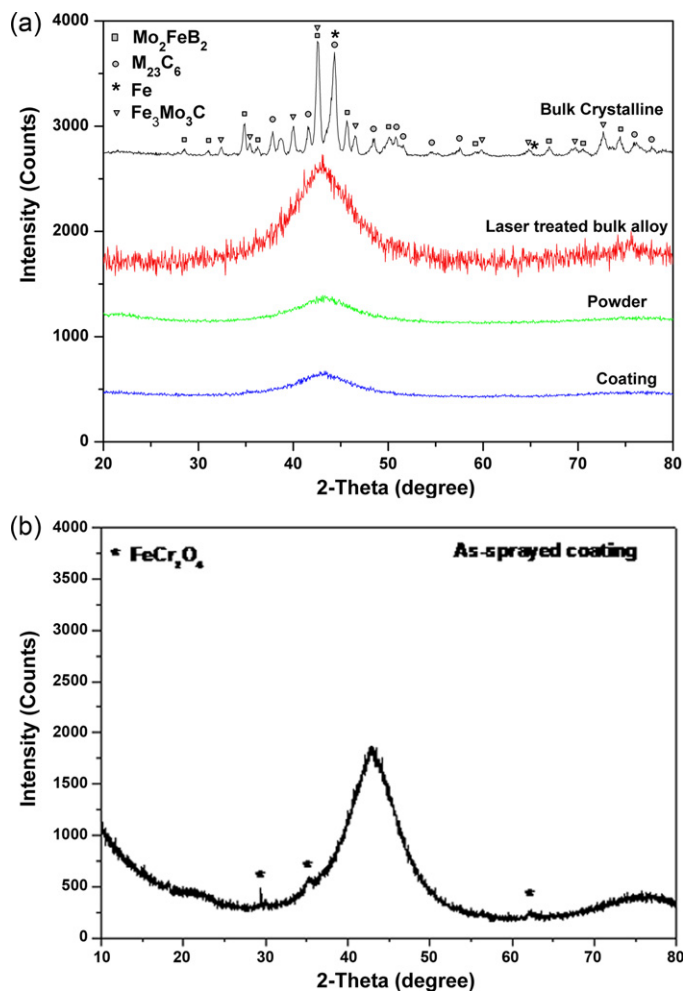 (a)
Mo₂FeB₂
M₂₃C₆
Fe
Fe₃Mo₃C
Bulk Crystalline
Laser treated bulk alloy
Powder
Coating
Intensity (Counts)
4000
3000
2000
1000
0
20 30 40 50 60 70 80
2-Theta (degree)
(b)
FeCr₂O₄
As-sprayed coating
Intensity (Counts)
4000
3500
3000
2500
2000
1500
1000
500
0
10 20 30 40 50 60 70 80
2-Theta (degree)